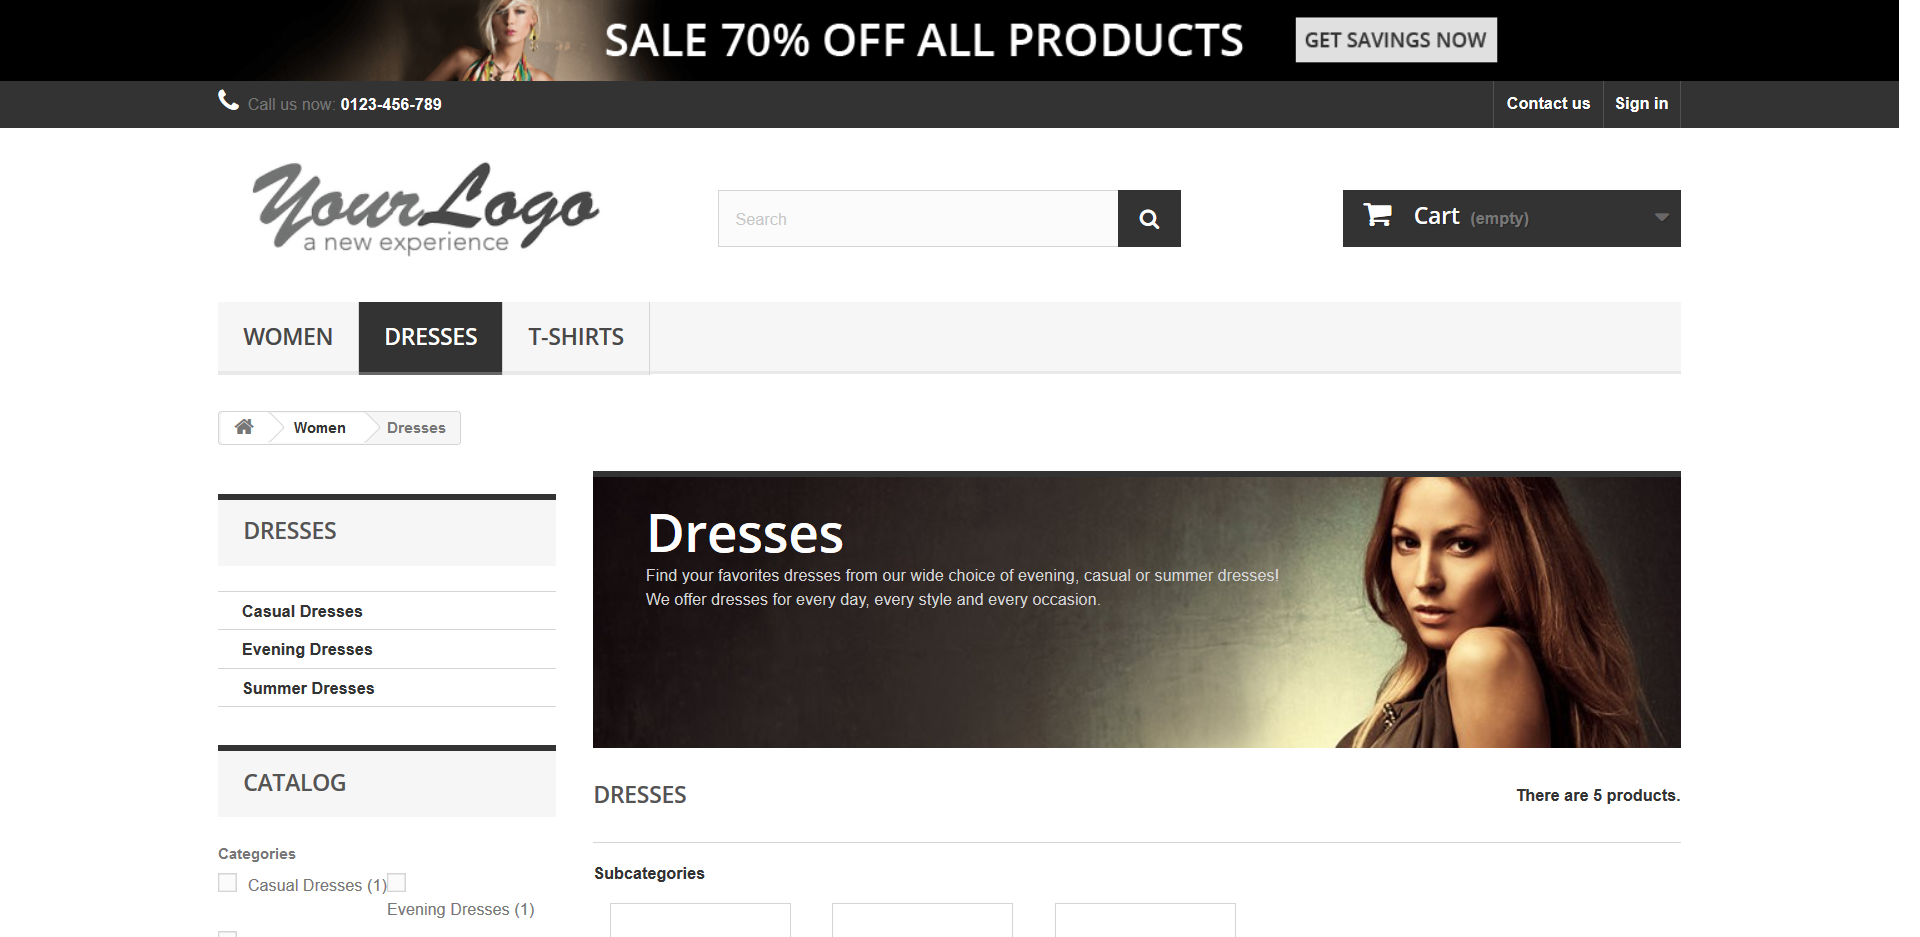 SALE 70% OFF ALL PRODUCTS
GET SAVINGS NOW
Call us now: 0123-456-789
Contact us
Sign in
Your Logo
a new experience
Search
Cart (empty)
WOMEN
DRESSES
T-SHIRTS
Women
Dresses
DRESSES
Casual Dresses
Evening Dresses
Summer Dresses
CATALOG
Categories
Casual Dresses (1)
Evening Dresses (1)
Dresses
Find your favorites dresses from our wide choice of evening, casual or summer dresses!
We offer dresses for every day, every style and every occasion.
DRESSES
There are 5 products.
Subcategories